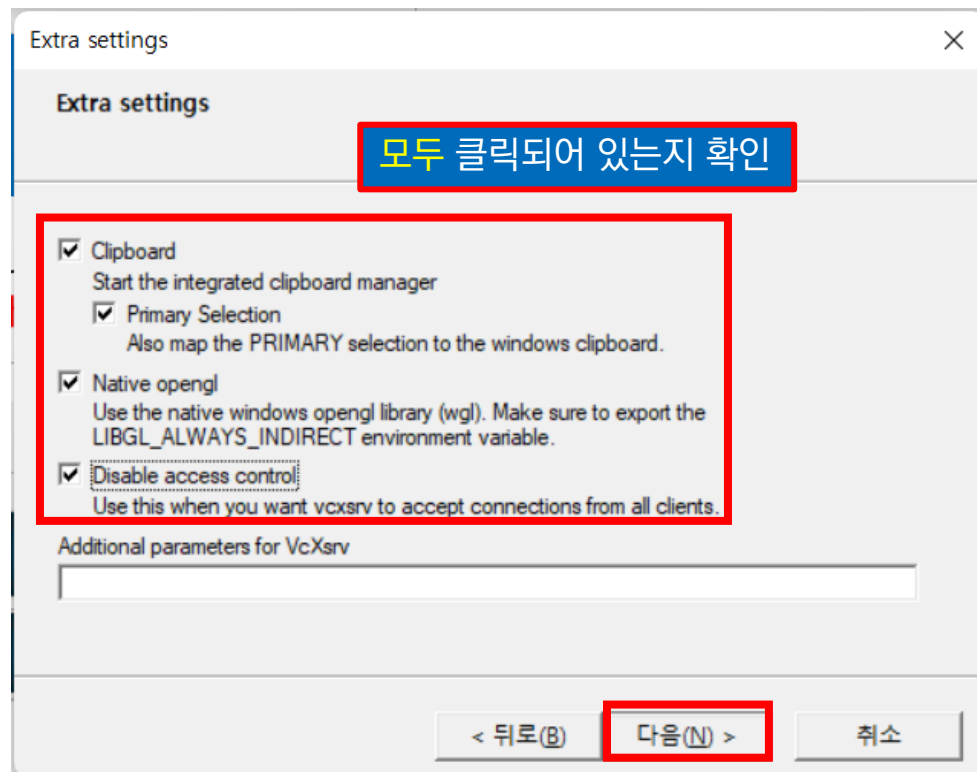 Extra settings
Extra settings
모두 클릭되어 있는지 확인
Clipboard
Start the integrated clipboard manager
Primary Selection
Also map the PRIMARY selection to the windows clipboard.
Native opengl
Use the native windows opengl library (wgl). Make sure to export the
LIBGL_ALWAYS_INDIRECT environment variable.
Disable access control
Use this when you want vcxsrv to accept connections from all clients.
Additional parameters for VcXsrv
< 뒤로(B) 다음(N) > 취소